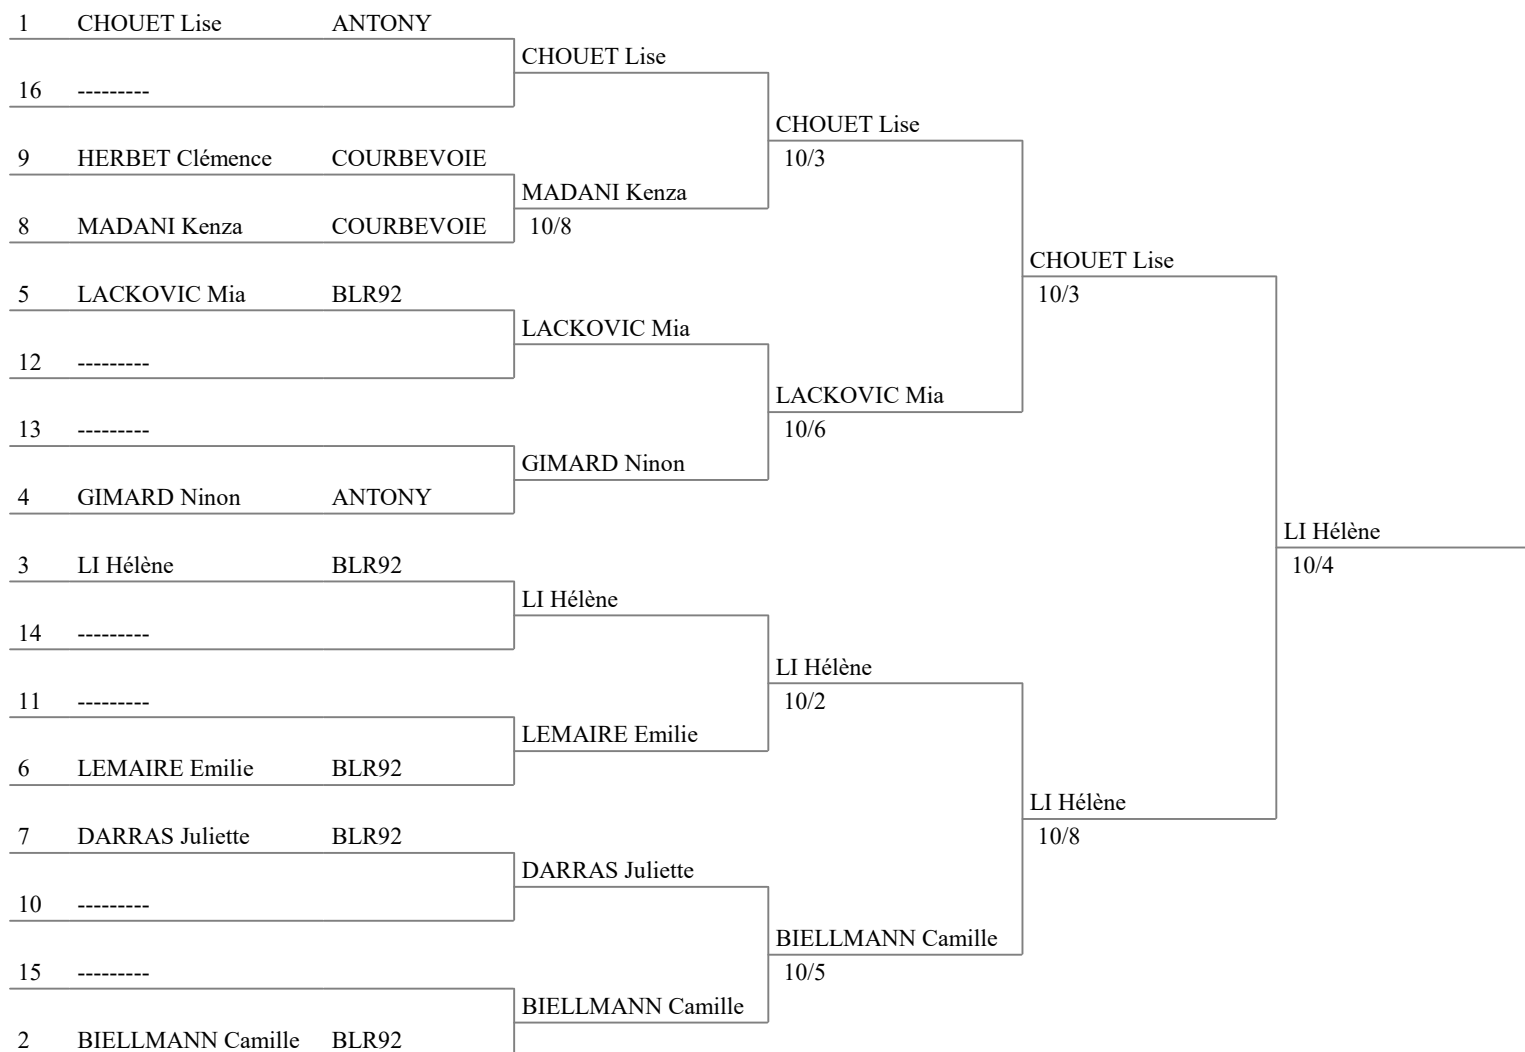 1 CHOUET Lise ANTONY
CHOUET Lise
16 ---------
CHOUET Lise
9 HERBET Clémence COURBEVOIE 10/3
MADANI Kenza
8 MADANI Kenza COURBEVOIE 10/8
CHOUET Lise
5 LACKOVIC Mia BLR92 10/3
LACKOVIC Mia
12 ---------
LACKOVIC Mia
13 --------- 10/6
GIMARD Ninon
4 GIMARD Ninon ANTONY
LI Hélène
3 LI Hélène BLR92 10/4
LI Hélène
14 ---------
LI Hélène
11 --------- 10/2
LEMAIRE Emilie
6 LEMAIRE Emilie BLR92
LI Hélène
7 DARRAS Juliette BLR92 10/8
DARRAS Juliette
10 ---------
BIELLMANN Camille
15 --------- 10/5
BIELLMANN Camille
2 BIELLMANN Camille BLR92